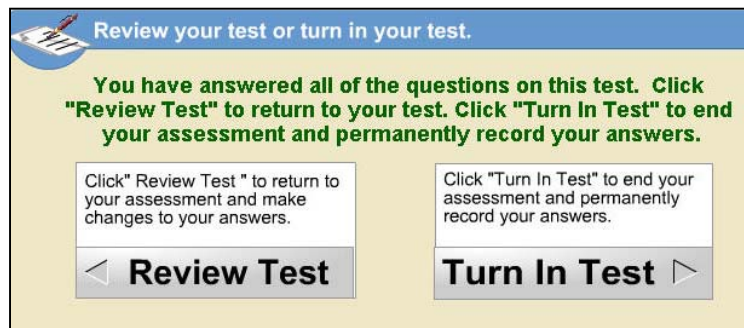 Review your test or turn in your test.
You have answered all of the questions on this test. Click
"Review Test" to return to your test. Click "Turn In Test" to end
your assessment and permanently record your answers.
Click" Review Test " to return to
your assessment and make
changes to your answers.
Review Test
Click "Turn In Test" to end your
assessment and permanently
record your answers.
Turn In Test